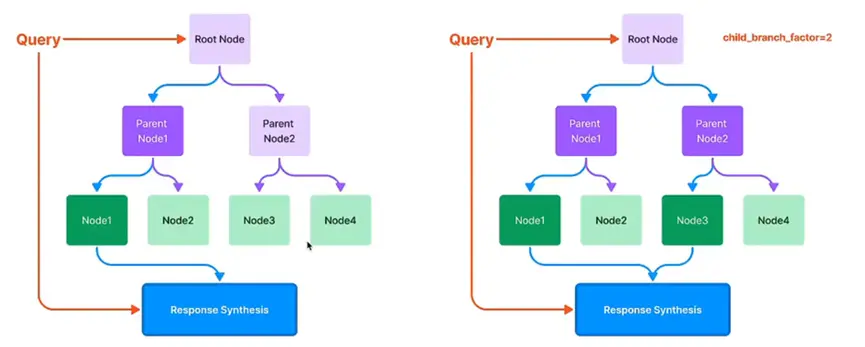 Query
Root Node
Parent
Node1
Parent
Node2
Node1
Node2
Node3
Node4
Response Synthesis
Query
Root Node
child_branch_factor=2
Parent
Node1
Parent
Node2
Node1
Node2
Node3
Node4
Response Synthesis